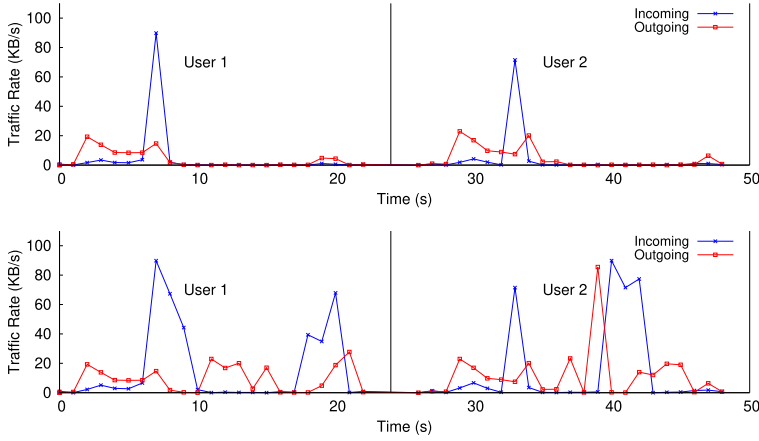 100
80
60
40
20
0
Traffic Rate (KB/s)
User 1
User 2
Incoming
Outgoing
0 10 20 30 40 50
Time (s)
100
80
60
40
20
0
Traffic Rate (KB/s)
User 1
User 2
Incoming
Outgoing
0 10 20 30 40 50
Time (s)